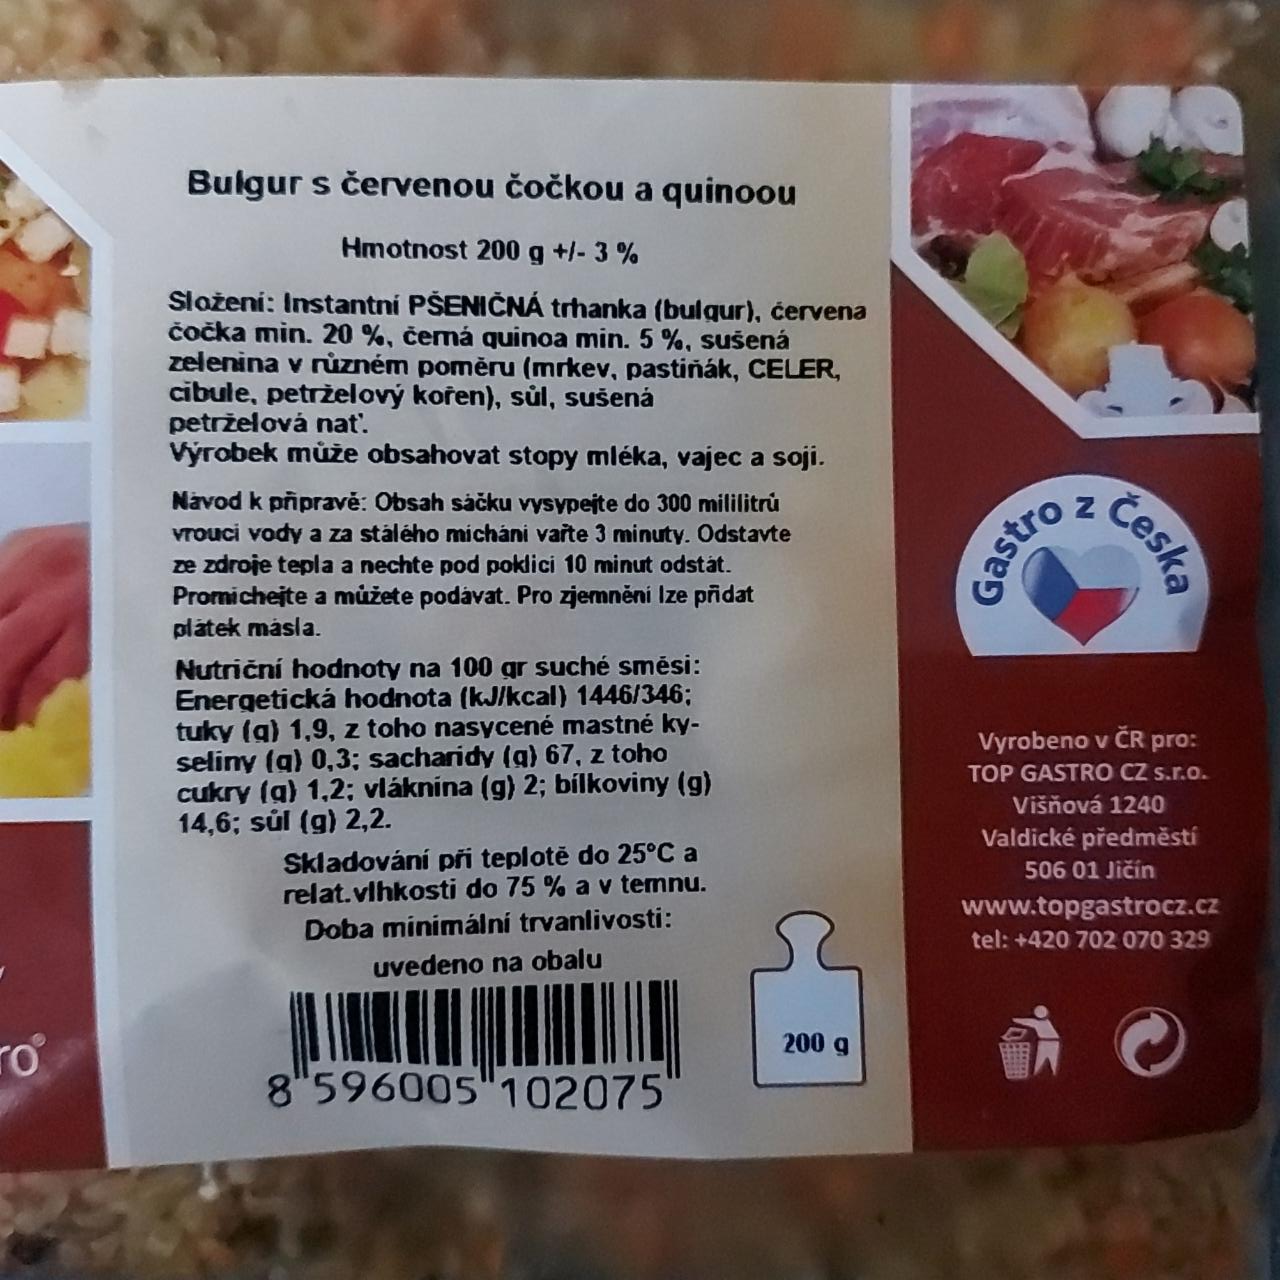 Bulgur s červenou čočkou a quinoou
Hmotnost 200 g +/- 3 %
Složení: Instantní PŠENIČNÁ trhanka (bulgur), červena
čočka min. 20 %, černá quinoa min. 5 %, sušená
zelenina v různém poměru (mrkev, pastiňák, CELER,
cibule, petrželový kořen), sůl, sušená
petrželová nať.
Výrobek může obsahovat stopy mléka, vajec a soji.
Návod k přípravě: Obsah sáčku vysypejte do 300 mililitrů
vroucí vody a za stálého míchání vařte 3 minuty. Odstavte
ze zdroje tepla a nechte pod poklicí 10 minut odstát.
Promíchejte a můžete podávat. Pro zjemnění lze přidat
plátek másla.
Nutriční hodnoty na 100 gr suché směsi:
Energetická hodnota (kJ/kcal) 1446/346;
tuky (g) 1,9, z toho nasycené mastné ky-
seliny (g) 0,3; sacharidy (g) 67, z toho
cukry (g) 1,2; vláknina (g) 2; bílkoviny (g)
14,6; sůl (g) 2,2.
Skladování při teplotě do 25°C a
relat.vlhkosti do 75 % a v temnu.
Doba minimální trvanlivosti:
uvedeno na obalu
8 596005 102075
200 g
Gastro z Česka
Vyrobeno v ČR pro:
TOP GASTRO CZ s.r.o.
Višňová 1240
Valdické předměstí
506 01 Jičín
www.topgastrocz.cz
tel: +420 702 070 329
ro®